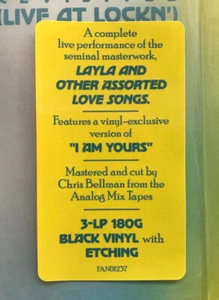 (LIVE AT LOCKN')
A complete
live performance of the
seminal masterwork,
LAYLA AND
OTHER ASSORTED
LOVE SONGS.
Features a vinyl-exclusive
version of
"I AM YOURS"
Mastered and cut by
Chris Bellman from the
Analog Mix Tapes
3-LP 180G
BLACK VINYL with
ETCHING
FAN01237